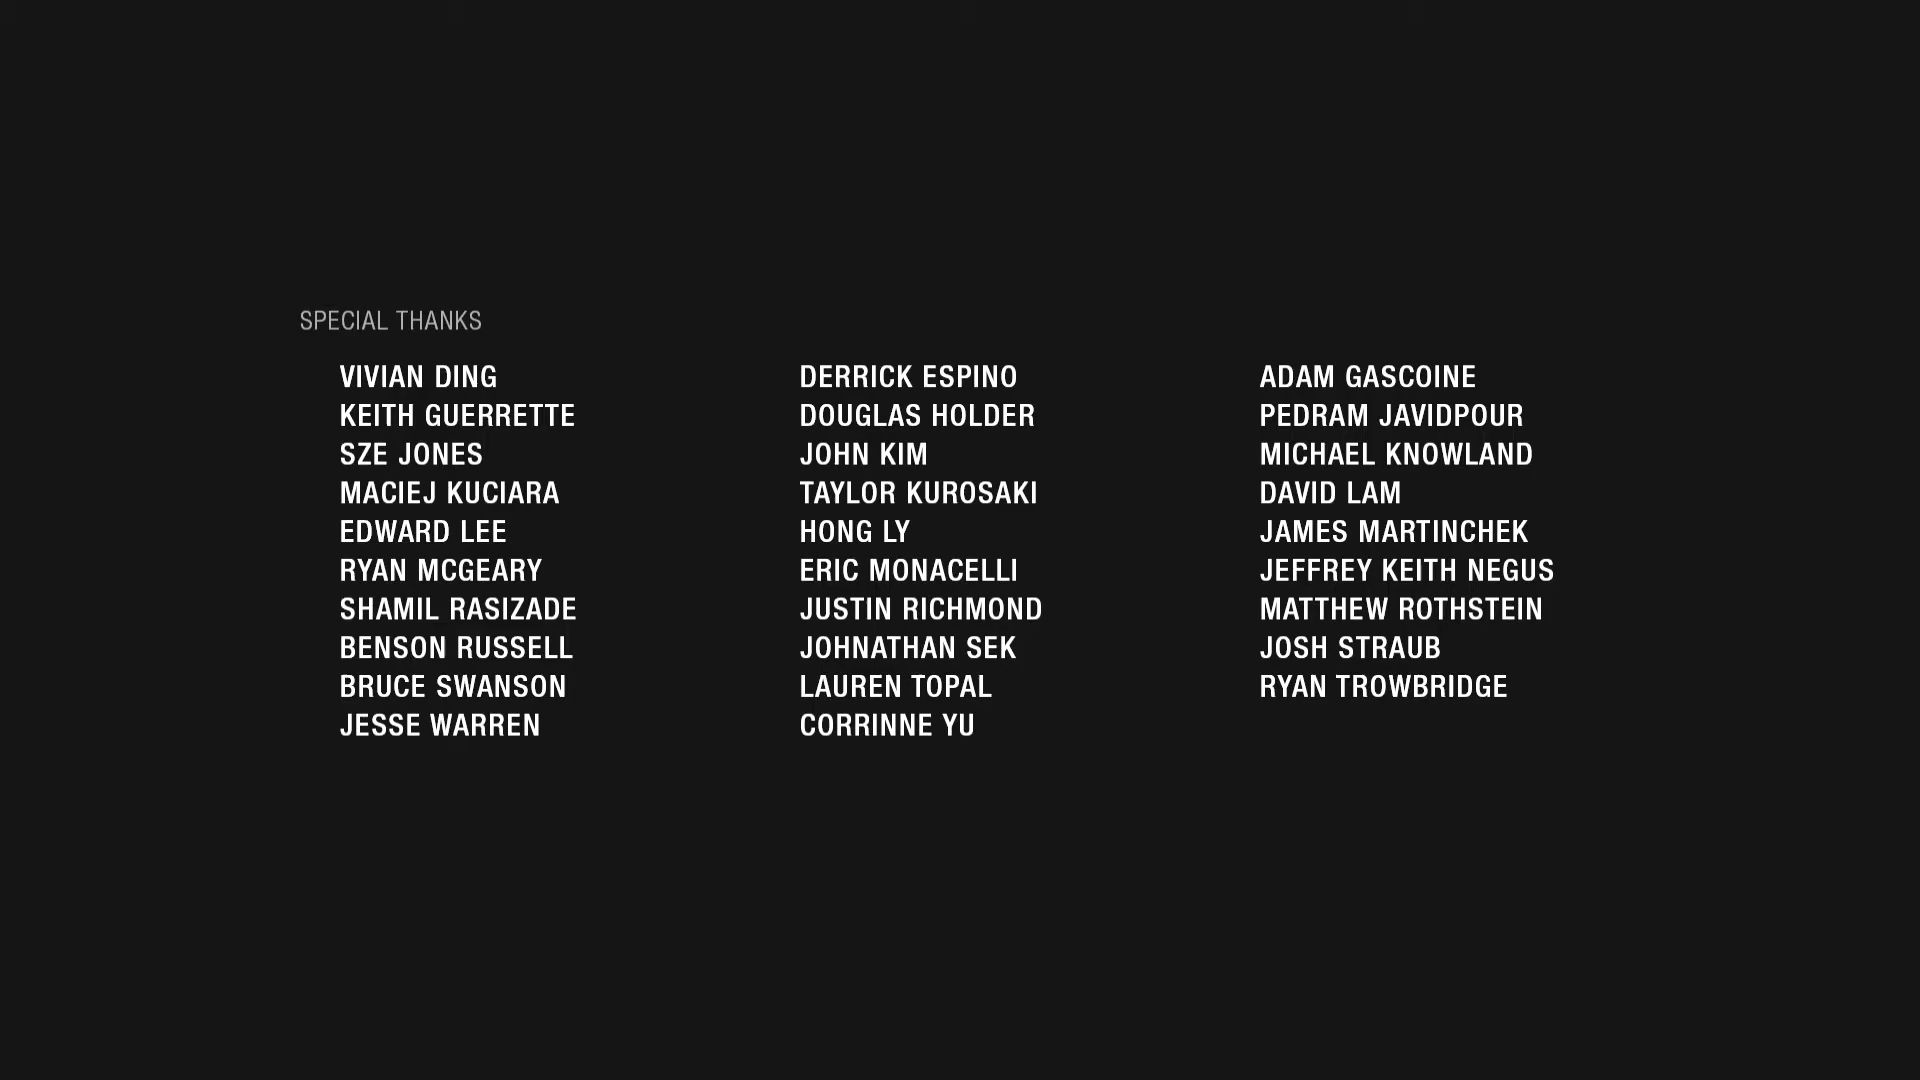 SPECIAL THANKS
VIVIAN DING
KEITH GUERRETTE
SZE JONES
MACIEJ KUCIARA
EDWARD LEE
RYAN MCGEARY
SHAMIL RASIZADE
BENSON RUSSELL
BRUCE SWANSON
JESSE WARREN
DERRICK ESPINO
DOUGLAS HOLDER
JOHN KIM
TAYLOR KUROSAKI
HONG LY
ERIC MONACELLI
JUSTIN RICHMOND
JOHNATHAN SEK
LAUREN TOPAL
CORRINNE YU
ADAM GASCOINE
PEDRAM JAVIDPOUR
MICHAEL KNOWLAND
DAVID LAM
JAMES MARTINCHEK
JEFFREY KEITH NEGUS
MATTHEW ROTHSTEIN
JOSH STRAUB
RYAN TROWBRIDGE